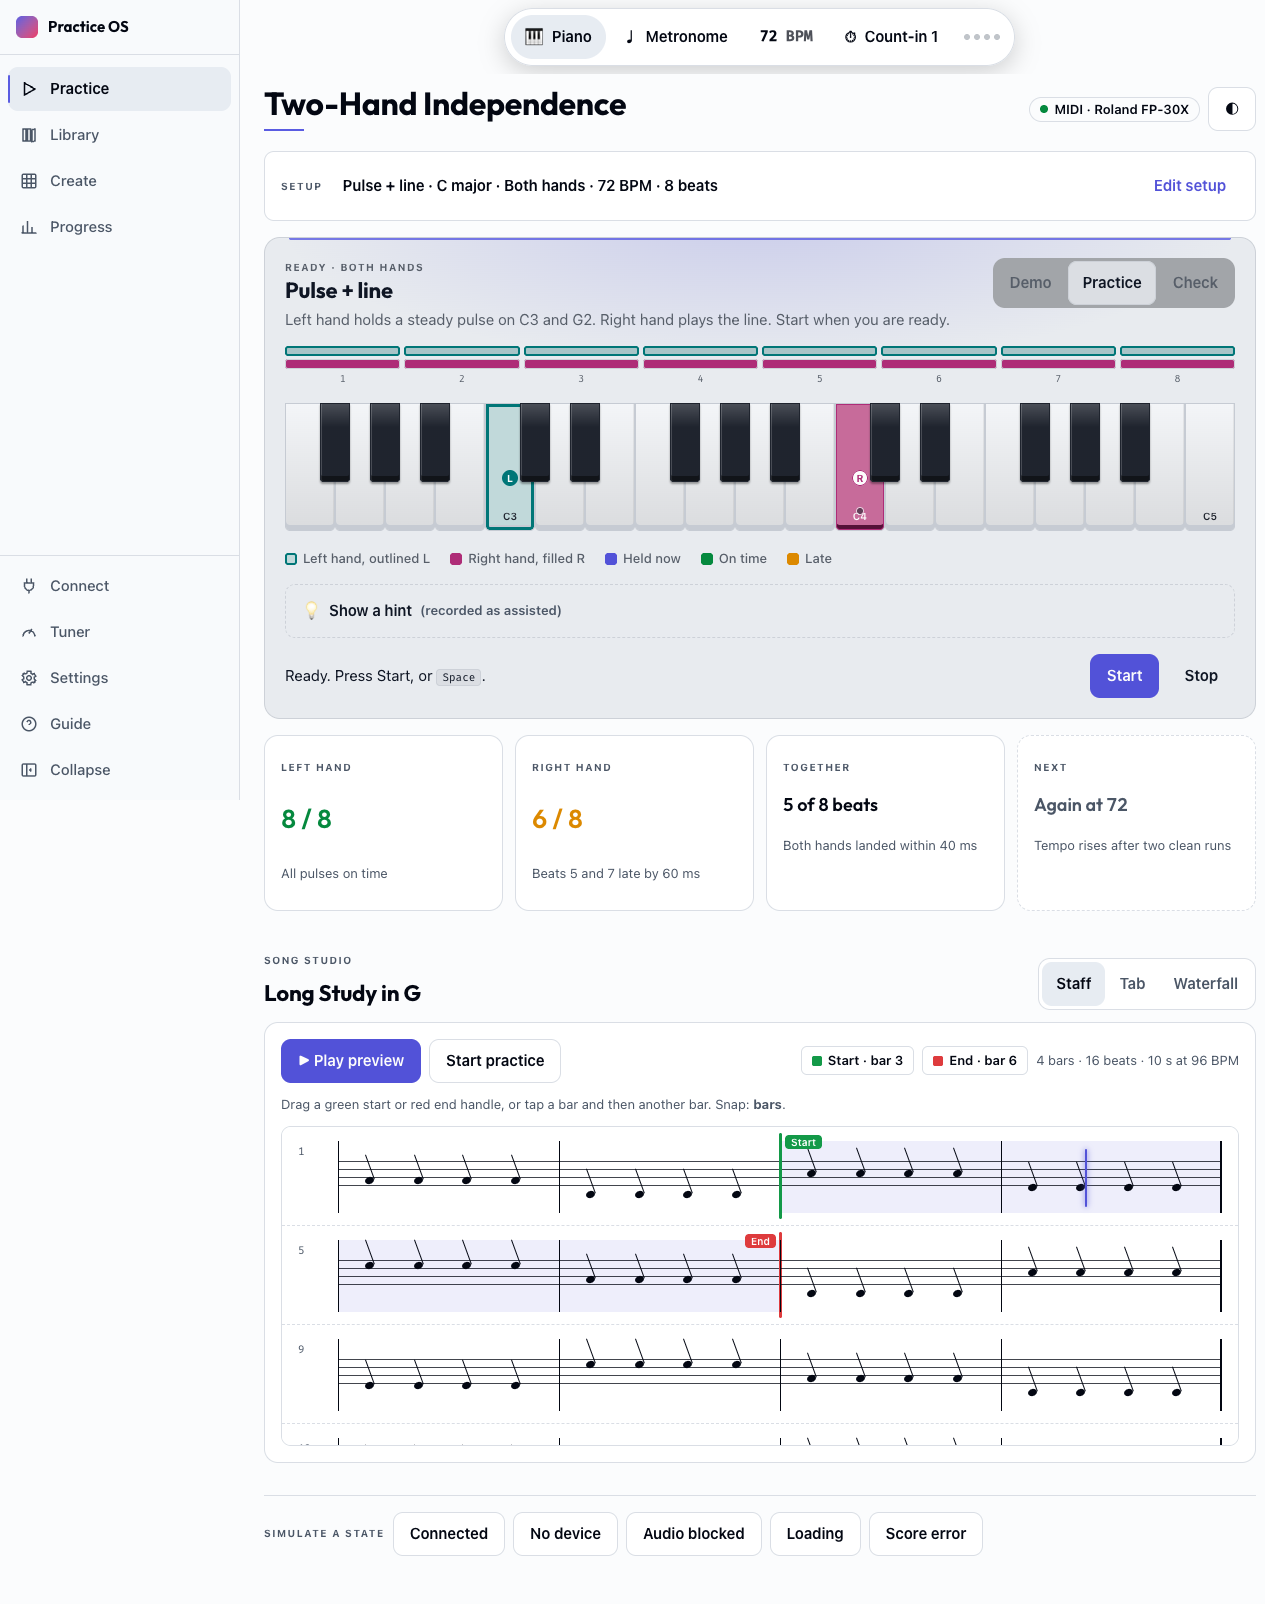 Practice OS
Piano
Metronome
72 BPM
Count-in 1
Practice
Library
Create
Progress
Connect
Tuner
Settings
Guide
Collapse
Two-Hand Independence
MIDI · Roland FP-30X
SETUP
Pulse + line · C major · Both hands · 72 BPM · 8 beats
Edit setup
READY · BOTH HANDS
Pulse + line
Left hand holds a steady pulse on C3 and G2. Right hand plays the line. Start when you are ready.
Demo
Practice
Check
1 2 3 4 5 6 7 8
L
R
C3
C4
C5
Left hand, outlined L
Right hand, filled R
Held now
On time
Late
Show a hint (recorded as assisted)
Ready. Press Start, or Space.
Start
Stop
LEFT HAND
8 / 8
All pulses on time
RIGHT HAND
6 / 8
Beats 5 and 7 late by 60 ms
TOGETHER
5 of 8 beats
Both hands landed within 40 ms
NEXT
Again at 72
Tempo rises after two clean runs
SONG STUDIO
Long Study in G
Staff
Tab
Waterfall
Play preview
Start practice
Start · bar 3
End · bar 6
4 bars · 16 beats · 10 s at 96 BPM
Drag a green start or red end handle, or tap a bar and then another bar. Snap: bars.
1
Start
5
End
9
SIMULATE A STATE
Connected
No device
Audio blocked
Loading
Score error